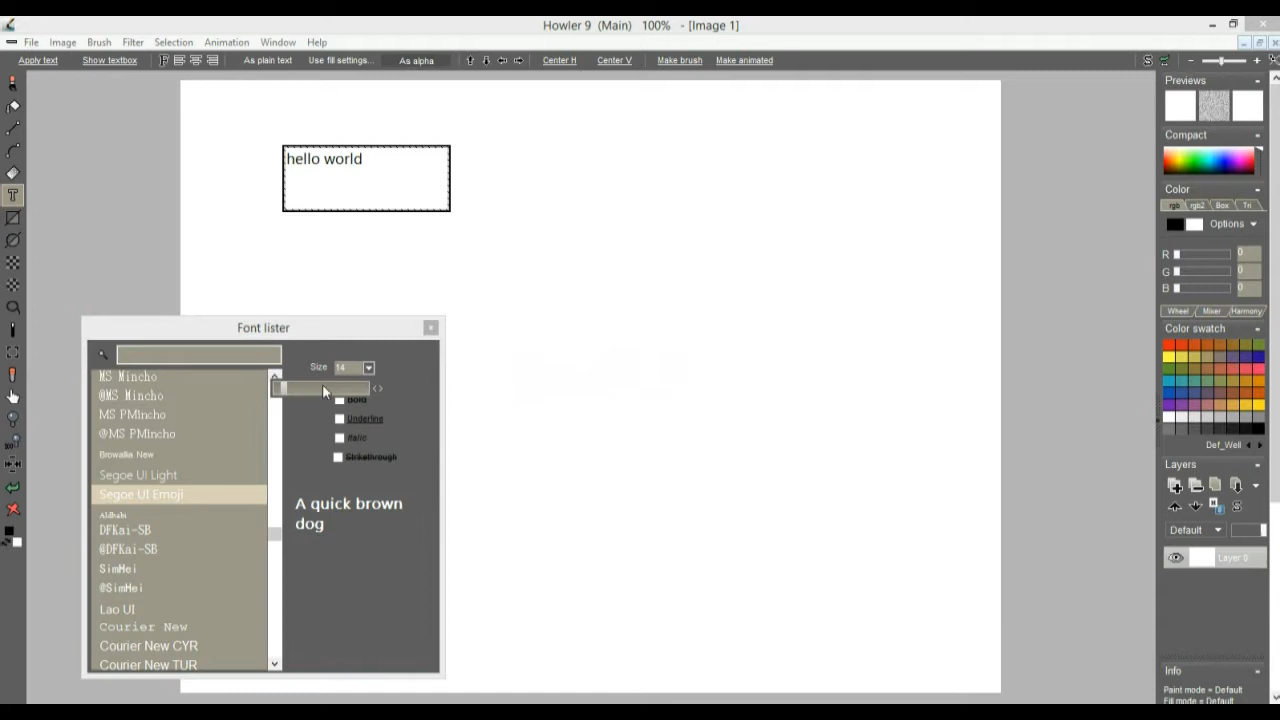 Howler 9 (Main) 100% - [Image 1]
File Image Brush Filter Selection Animation Window Help
Apply text Show textbox F As plain text Use fill settings... As alpha Center H Center V Make brush Make animated
Previews
Compact
Color
rgb rgb2 Box Tri
Options
R 0
G 0
B 0
Wheel Mixer Harmony
Color swatch
Def_Well
Layers
Default
Layer 0
Info
Paint mode = Default
Fill mode = Default
hello world
Font lister
Size 14
MS Mincho
@MS Mincho
MS PMincho
@MS PMincho
Browallia New
Segoe UI Light
Segoe UI Emoji
Aldhabi
DFKai-SB
@DFKai-SB
SimHei
@SimHei
Lao UI
Courier New
Courier New CYR
Courier New TUR
Bold
Underline
Italic
Strikethrough
A quick brown
dog